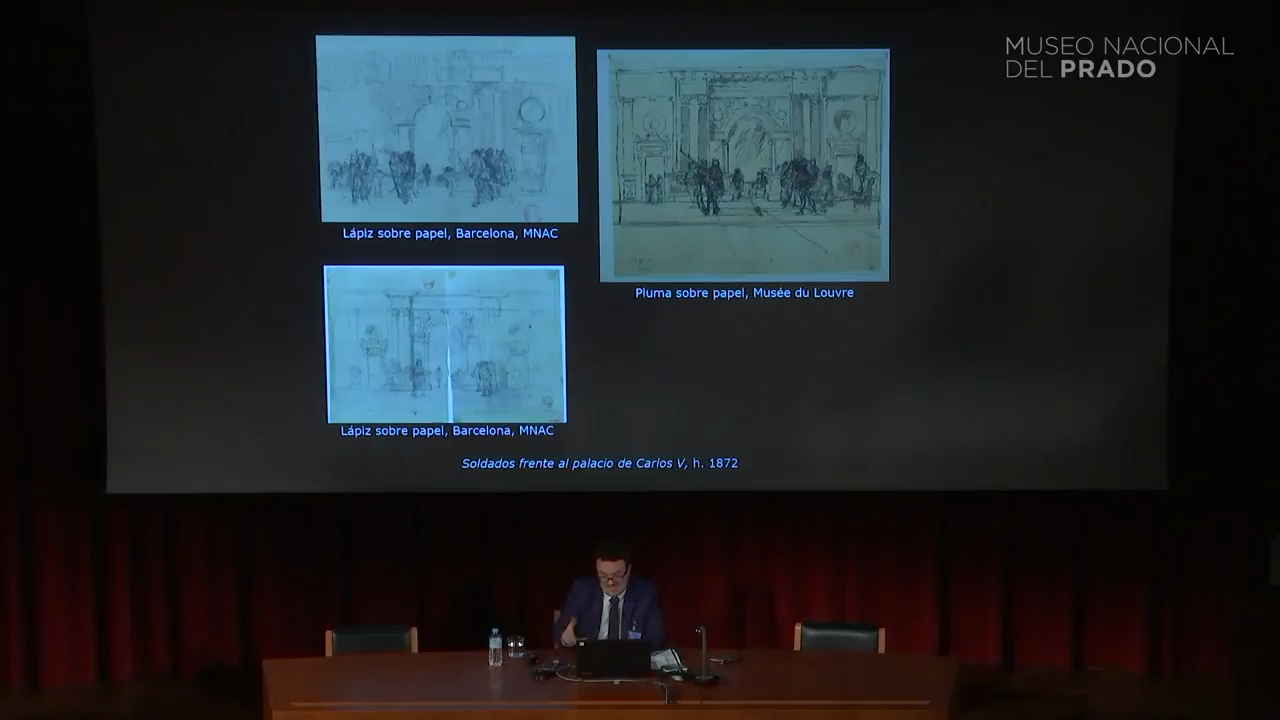 MUSEO NACIONAL
DEL PRADO
Lápiz sobre papel, Barcelona, MNAC
Pluma sobre papel, Musée du Louvre
Lápiz sobre papel, Barcelona, MNAC
Soldados frente al palacio de Carlos V, h. 1872